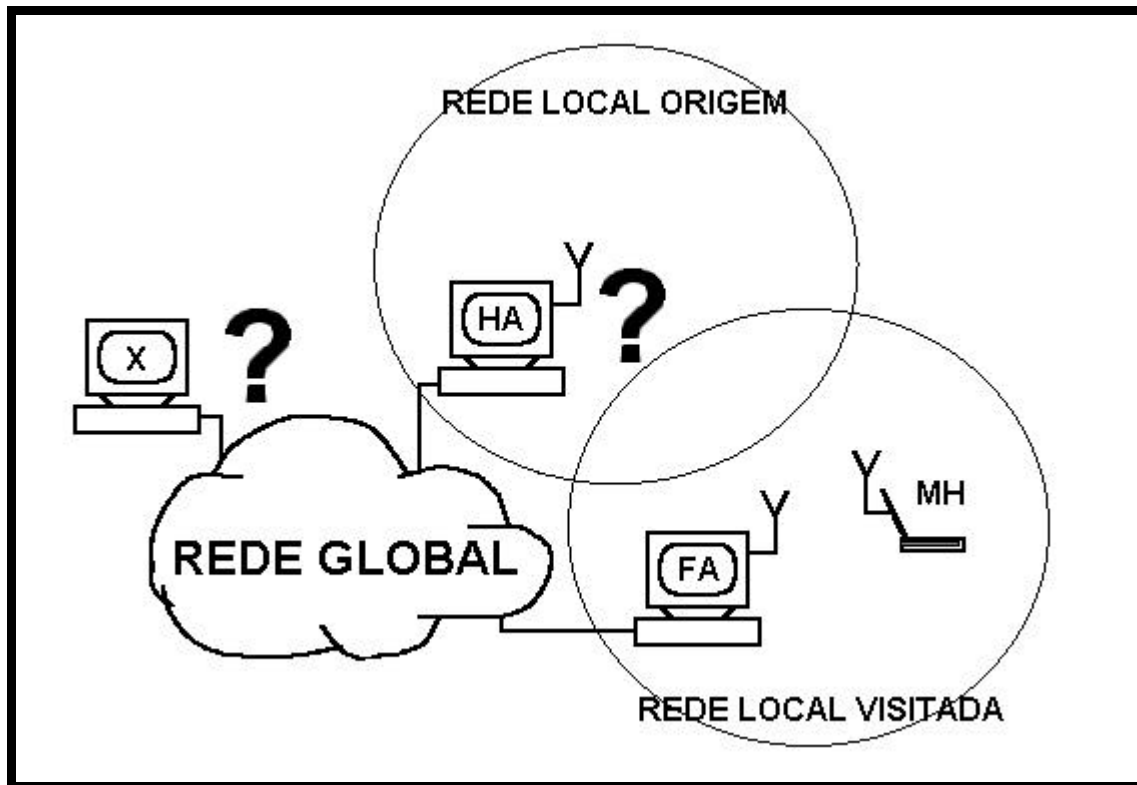 REDE LOCAL ORIGEM
HA
?
?
X
MH
REDE GLOBAL
FA
REDE LOCAL VISITADA